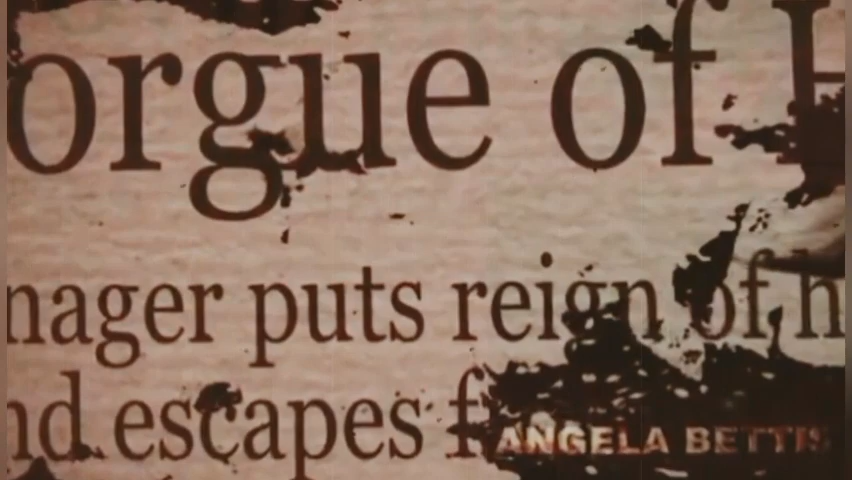 orgue of H
nager puts reign of h
nd escapes f
ANGELA BETTIS